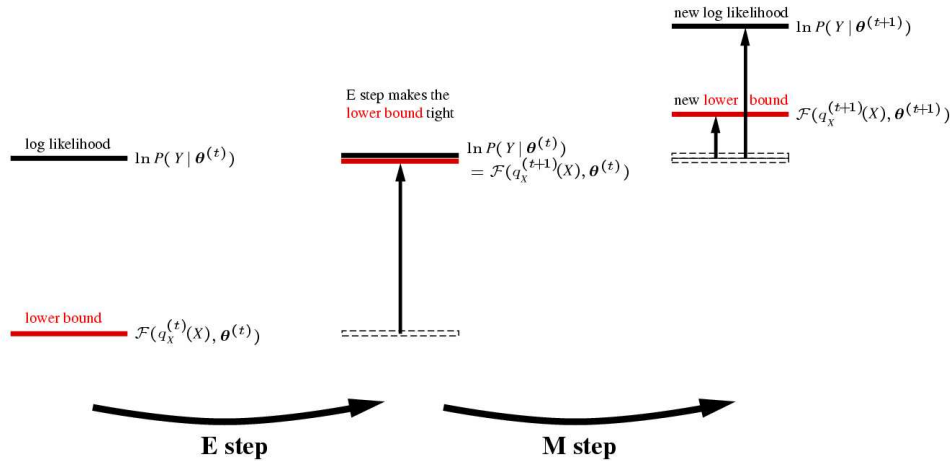 new log likelihood
ln P(Y | θ^(t+1))
E step makes the
lower bound tight
new lower bound
F(q_X^(t+1)(X), θ^(t+1))
log likelihood
ln P(Y | θ^(t))
ln P(Y | θ^(t))
= F(q_X^(t+1)(X), θ^(t))
lower bound
F(q_X^(t)(X), θ^(t))
E step
M step